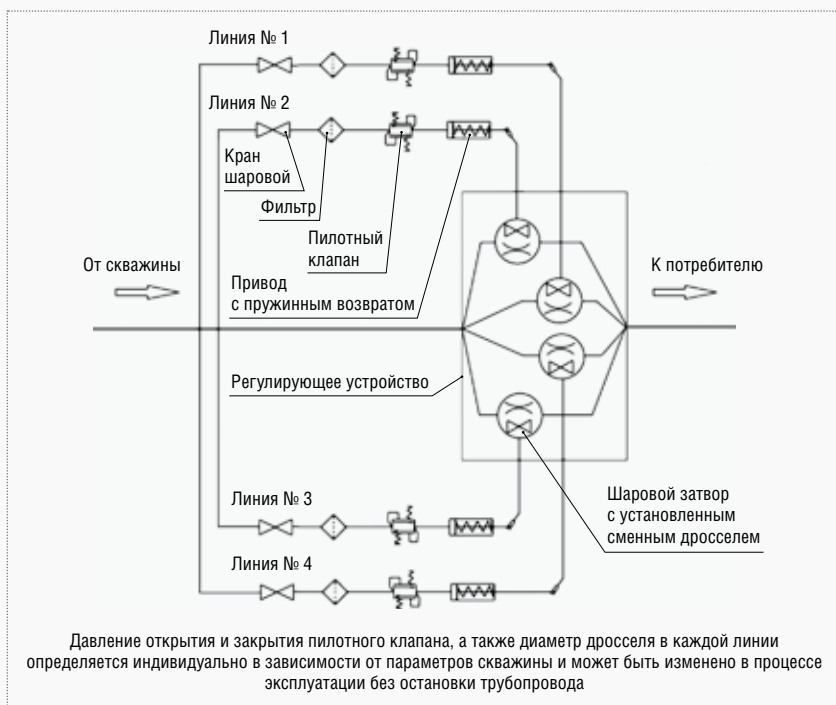 Линия № 1
Линия № 2
Кран
шаровой
Фильтр
Пилотный
клапан
От скважины
К потребителю
Привод
с пружинным возвратом
Регулирующее устройство
Линия № 3
Шаровой затвор
с установленным
сменным дросселем
Линия № 4
Давление открытия и закрытия пилотного клапана, а также диаметр дросселя в каждой линии
определяется индивидуально в зависимости от параметров скважины и может быть изменено в процессе
эксплуатации без остановки трубопровода